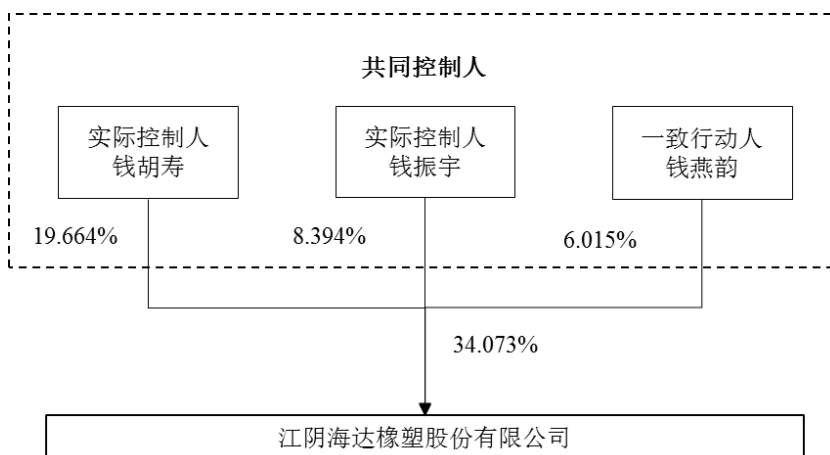 共同控制人
实际控制人
钱胡寿
实际控制人
钱振宇
一致行动人
钱燕韵
19.664%
8.394%
6.015%
34.073%
江阴海达橡塑股份有限公司